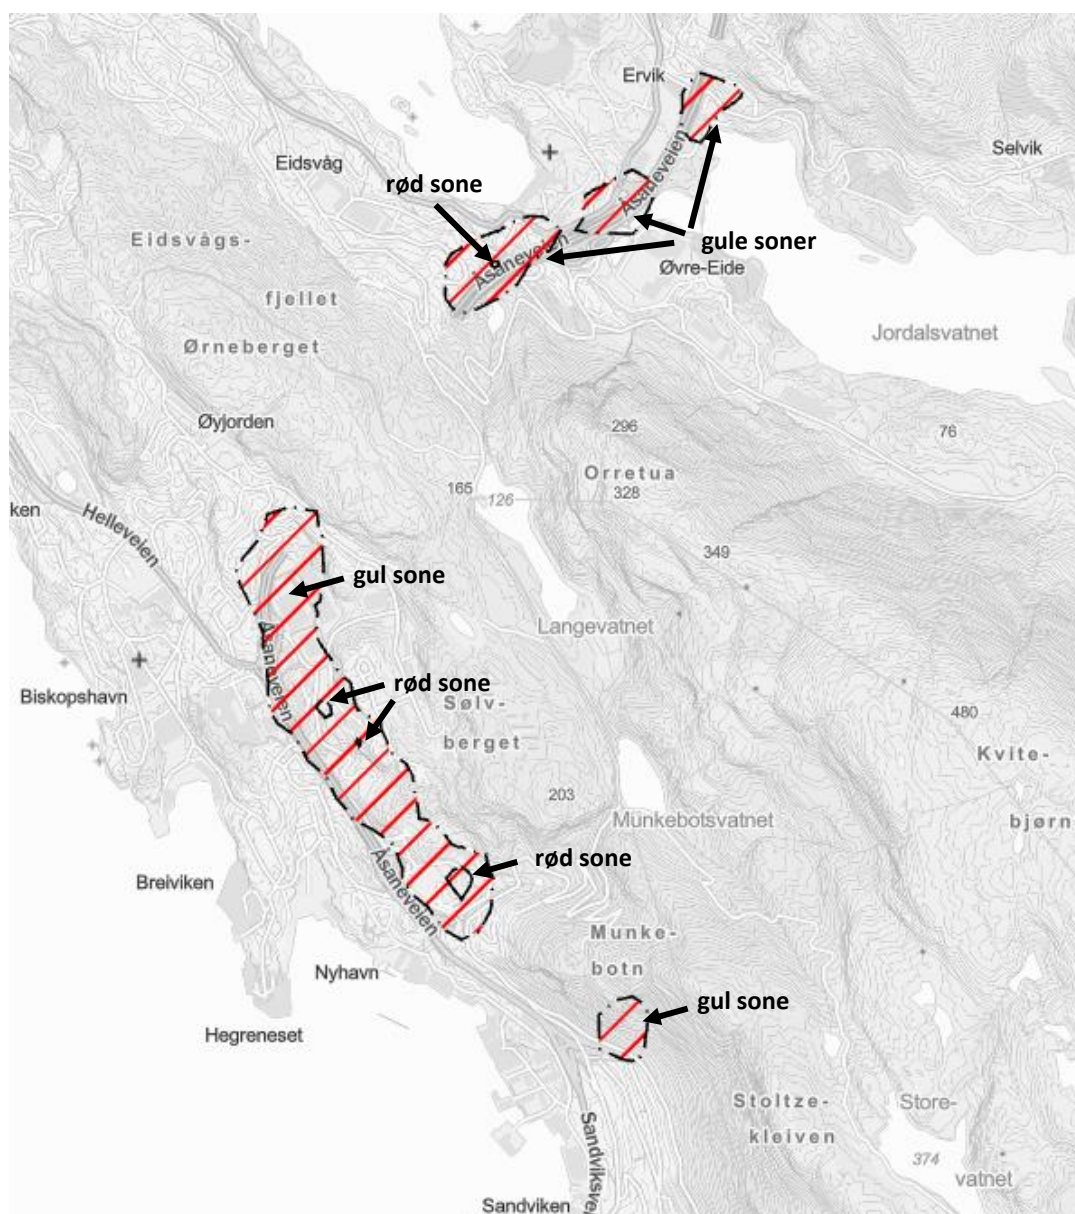 Ervik
Selvik
Eidsvåg
rød sone
Åsaneveien
Åsaneveien
Åsaneveien
gule soner
Øvre-Eide
Eidsvågs-
fjellet
Ørneberget
Jordalsvatnet
Øyjorden
296
76
Orretua
165
126
328
ken
Helleveien
349
gul sone
Langevatnet
Åsaneveien
Biskopshavn
rød sone
Sølv-
berget
480
Kvite-
bjørn
203
Munkebotsvatnet
rød sone
Åsaneveien
Breiviken
Munke-
botn
Nyhavn
gul sone
Hegreneset
Stoltze-
kleiven
Store-
vatnet
374
Sandviksve
Sandviken